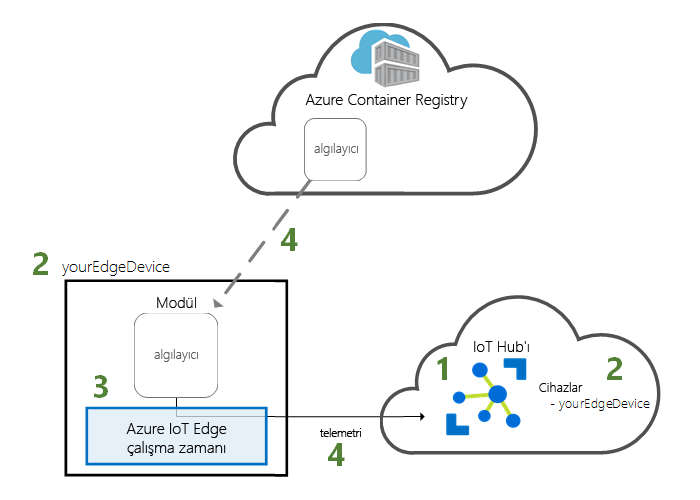 Azure Container Registry
algılayıcı
4
2 yourEdgeDevice
Modül
algılayıcı
3
Azure IoT Edge
çalışma zamanı
telemetri
4
IoT Hub'ı
1
2
Cihazlar
- yourEdgeDevice